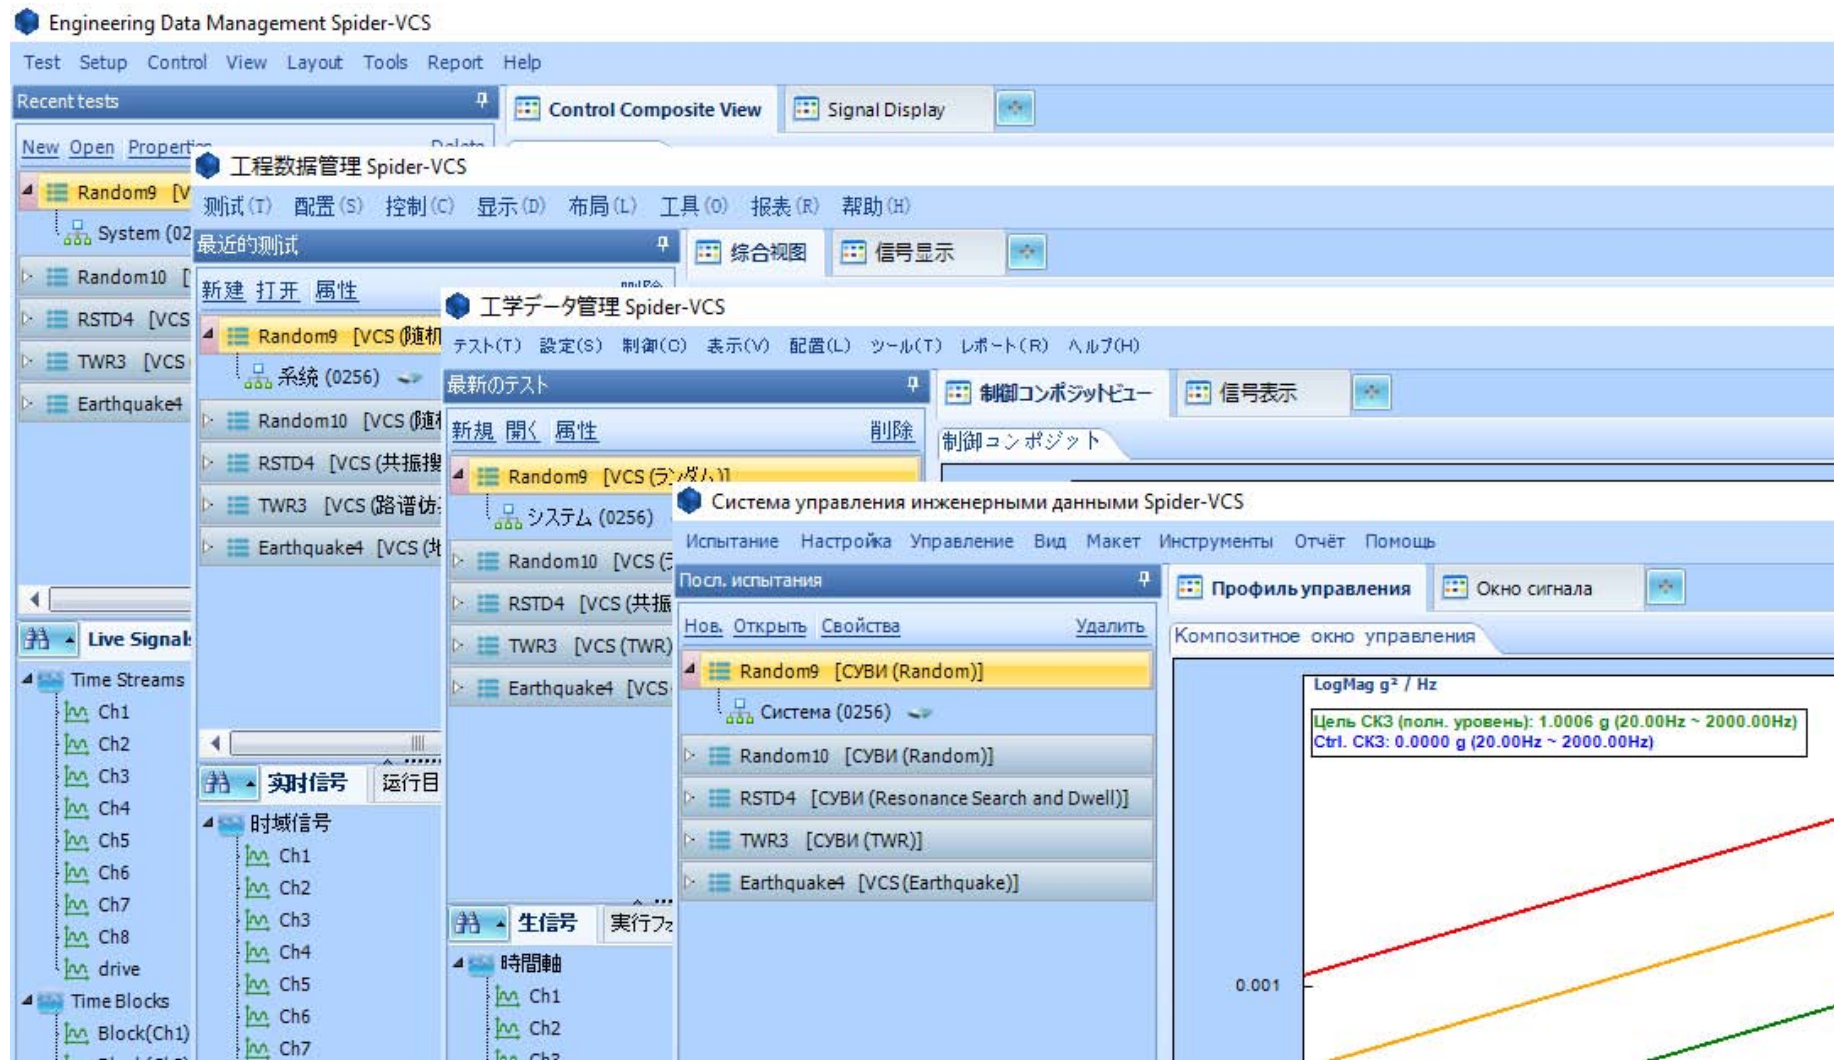 Engineering Data Management Spider-VCS
Test Setup Control View Layout Tools Report Help
Recent tests
Control Composite View
Signal Display
New Open
Random9
System (02
Random10
RSTD4 [VCS
TWR3 [VCS
Earthquake4
Live Signals
Time Streams
Ch1
Ch2
Ch3
Ch4
Ch5
Ch6
Ch7
Ch8
drive
Time Blocks
Block(Ch1)
工程数据管理 Spider-VCS
测试(T) 配置(S) 控制(C) 显示(D) 布局(L) 工具(O) 报表(R) 帮助(H)
最近的测试
综合视图
信号显示
新建 打开 属性
Random9 [VCS (随机
系统 (0256)
Random10 [VCS (随机
RSTD4 [VCS (共振搜
TWR3 [VCS (路谱仿
Earthquake4 [VCS (地
实时信号
运行目
时域信号
Ch1
Ch2
Ch3
Ch4
Ch5
Ch6
Ch7
工学データ管理 Spider-VCS
テスト(T) 設定(S) 制御(C) 表示(V) 配置(L) ツール(T) レポート(R) ヘルプ(H)
最新のテスト
制御コンポジットビュー
信号表示
新規 開く 属性 削除
制御コンポジット
Random9 [VCS (ランダム)]
システム (0256)
Random10 [VCS (ラ
RSTD4 [VCS (共振
TWR3 [VCS (TWR)
Earthquake4 [VCS
生信号
実行フォ
時間軸
Ch1
Ch2
Ch3
Система управления инженерными данными Spider-VCS
Испытание Настройка Управление Вид Макет Инструменты Отчёт Помощь
Посл. испытания
Профиль управления
Окно сигнала
Нов. Открыть Свойства Удалить
Композитное окно управления
Random9 [СУВИ (Random)]
Система (0256)
Random10 [СУВИ (Random)]
RSTD4 [СУВИ (Resonance Search and Dwell)]
TWR3 [СУВИ (TWR)]
Earthquake4 [VCS (Earthquake)]
LogMag g² / Hz
Цель СКЗ (полн. уровень): 1.0006 g (20.00Hz ~ 2000.00Hz)
Ctrl. СКЗ: 0.0000 g (20.00Hz ~ 2000.00Hz)
0.001